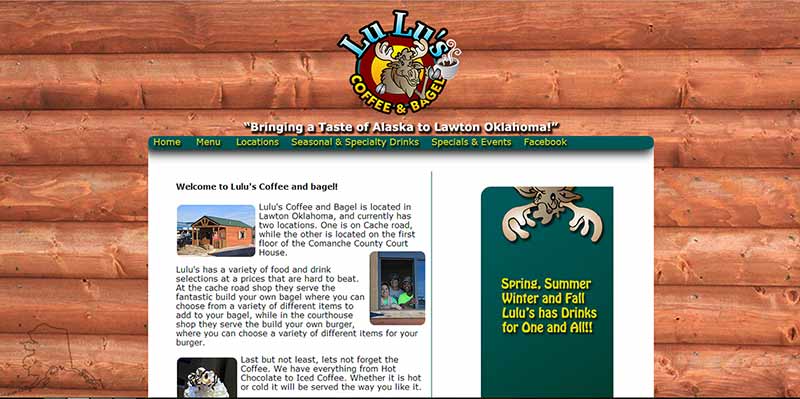 Lu Lu's
COFFEE & BAGEL
“Bringing a Taste of Alaska to Lawton Oklahoma!”
Home Menu Locations Seasonal & Specialty Drinks Specials & Events Facebook
Welcome to Lulu's Coffee and bagel!
Lulu's Coffee and Bagel is located in
Lawton Oklahoma, and currently has
two locations. One is on Cache road,
while the other is located on the first
floor of the Comanche County Court
House.
Lulu's has a variety of food and drink
selections at a prices that are hard to beat.
At the cache road shop they serve the
fantastic build your own bagel where you can
choose from a variety of different items to
add to your bagel, while in the courthouse
shop they serve the build your own burger,
where you can choose a variety of different items for your
burger.
Last but not least, lets not forget the
Coffee. We have everything from Hot
Chocolate to Iced Coffee. Whether it is hot
or cold it will be served the way you like it.
Spring, Summer
Winter and Fall
Lulu's has Drinks
for One and All!!